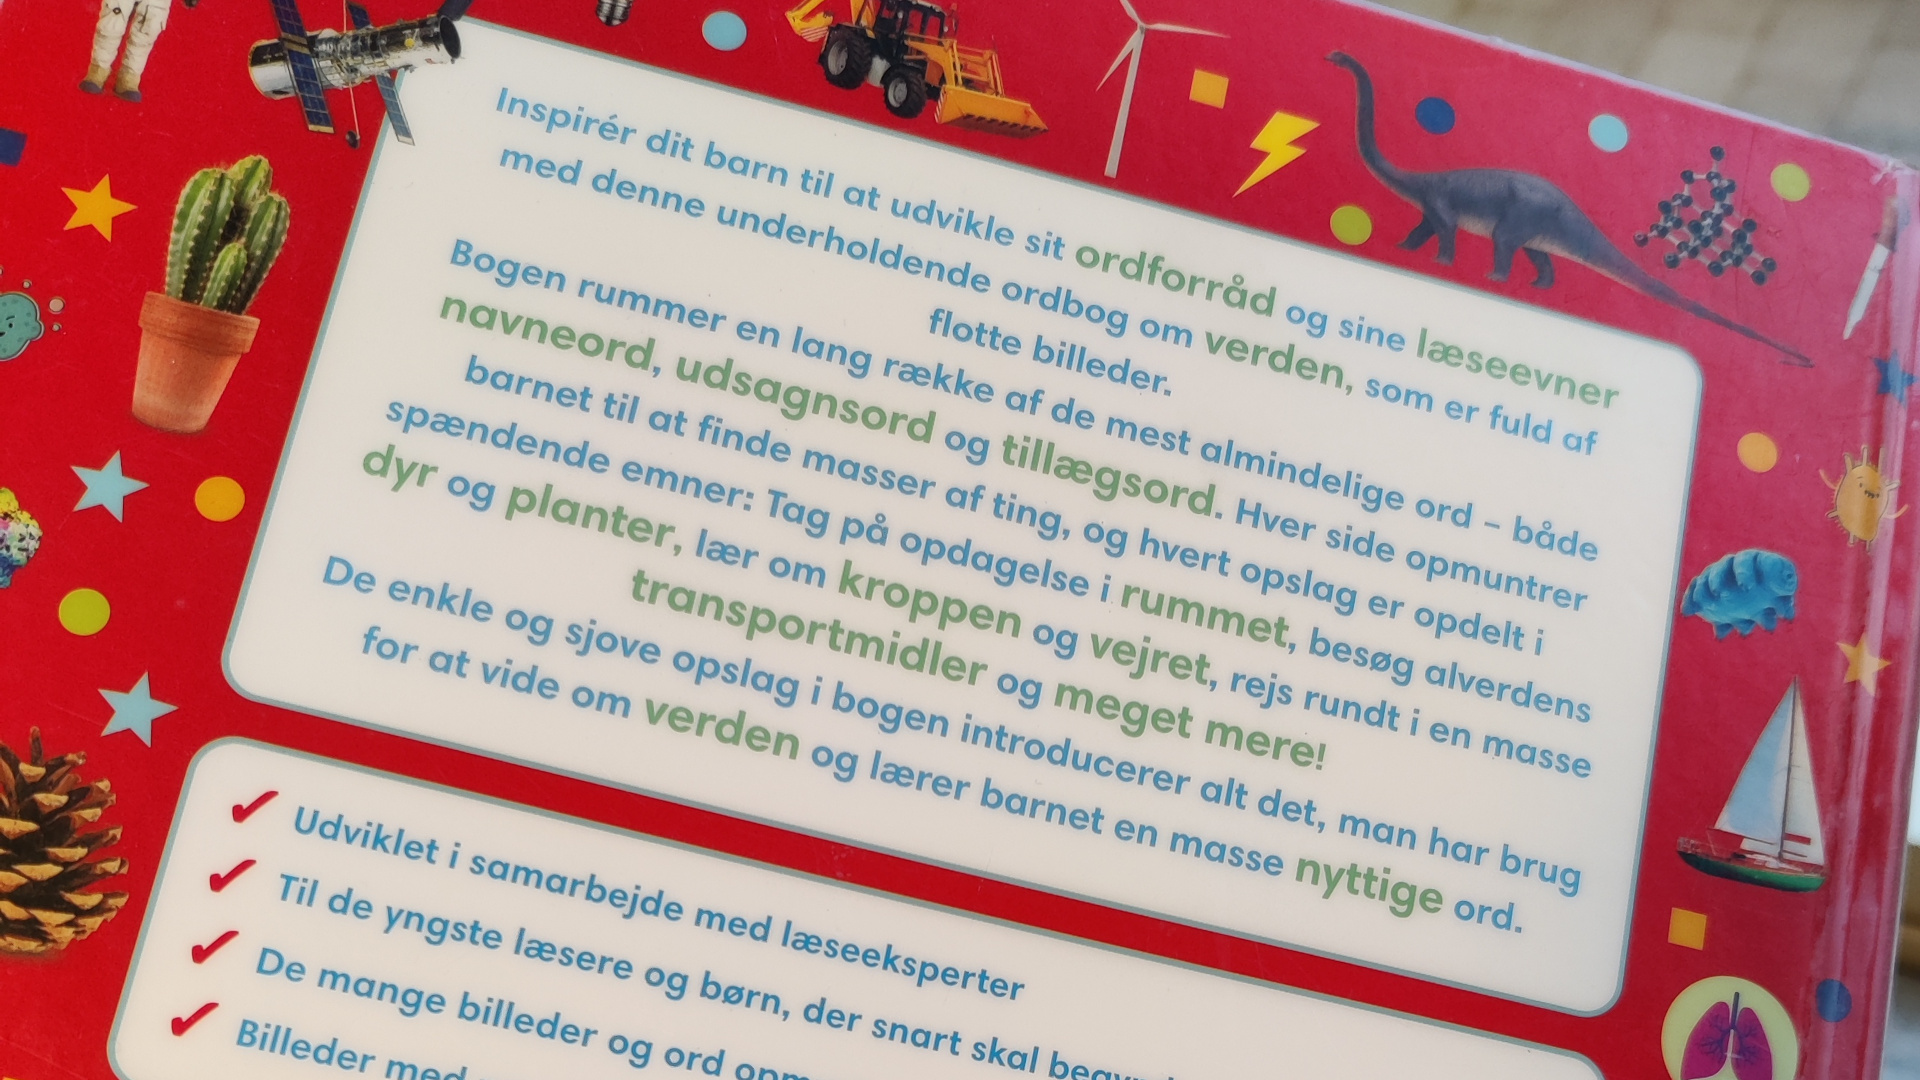 Inspirér dit barn til at udvikle sit ordforråd og sine læseevner
med denne underholdende ordbog om verden, som er fuld af
flotte billeder.
Bogen rummer en lang række af de mest almindelige ord – både
navneord, udsagnsord og tillægsord. Hver side opmuntrer
barnet til at finde masser af ting, og hvert opslag er opdelt i
spændende emner: Tag på opdagelse i rummet, besøg alverdens
dyr og planter, lær om kroppen og vejret, rejs rundt i en masse
transportmidler og meget mere!
De enkle og sjove opslag i bogen introducerer alt det, man har brug
for at vide om verden og lærer barnet en masse nyttige ord.
Udviklet i samarbejde med læseeksperter
Til de yngste læsere og børn, der snart skal
De mange billeder og ord
Billeder med